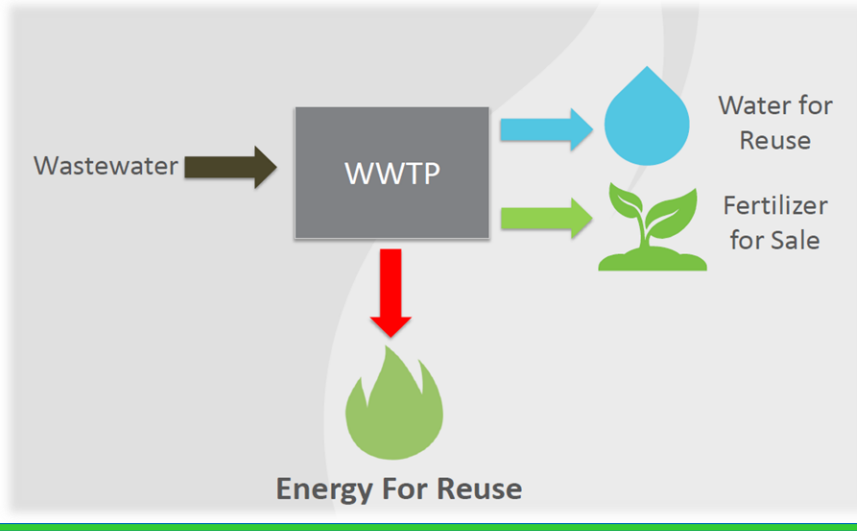 Wastewater
WWTP
Water for
Reuse
Fertilizer
for Sale
Energy For Reuse